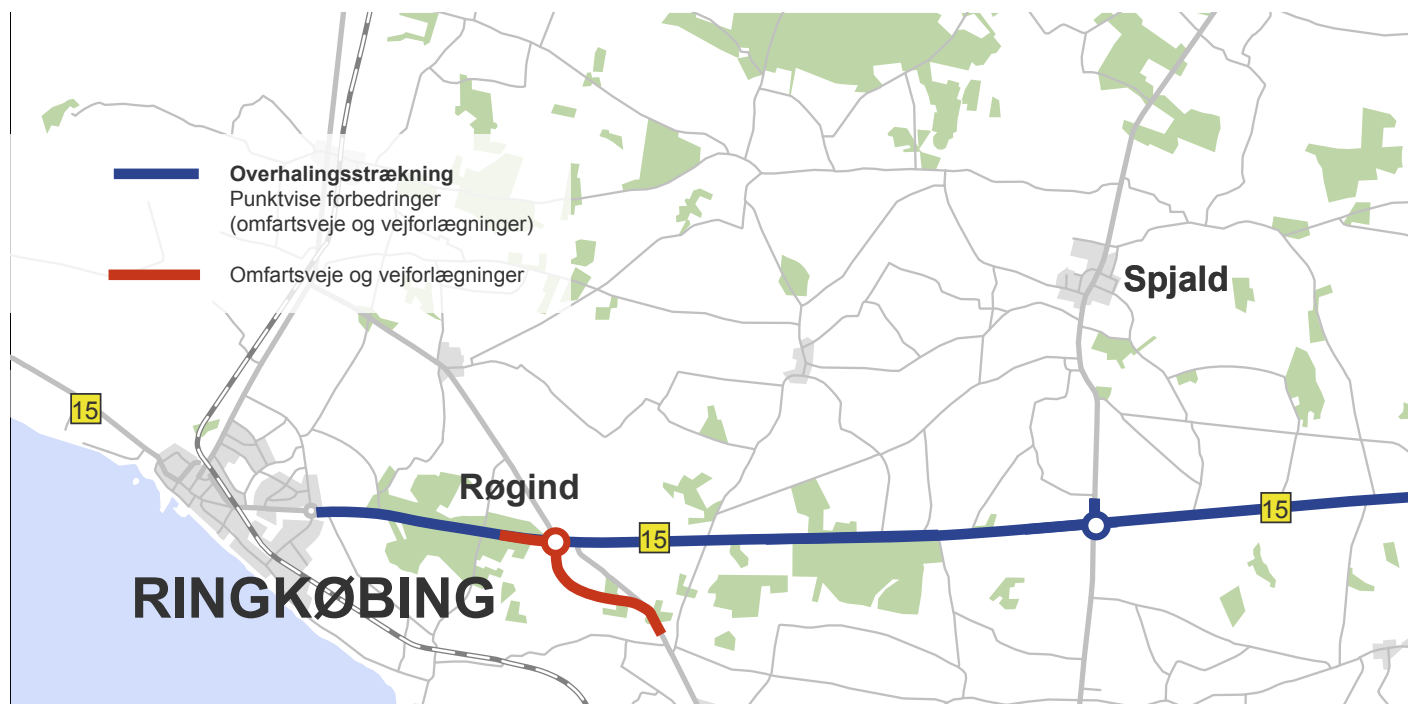 Overhalingsstrækning
Punktvise forbedringer
(omfartsveje og vejforlægninger)
Omfartsveje og vejforlægninger
Spjald
15
Røgind
15
15
RINGKØBING